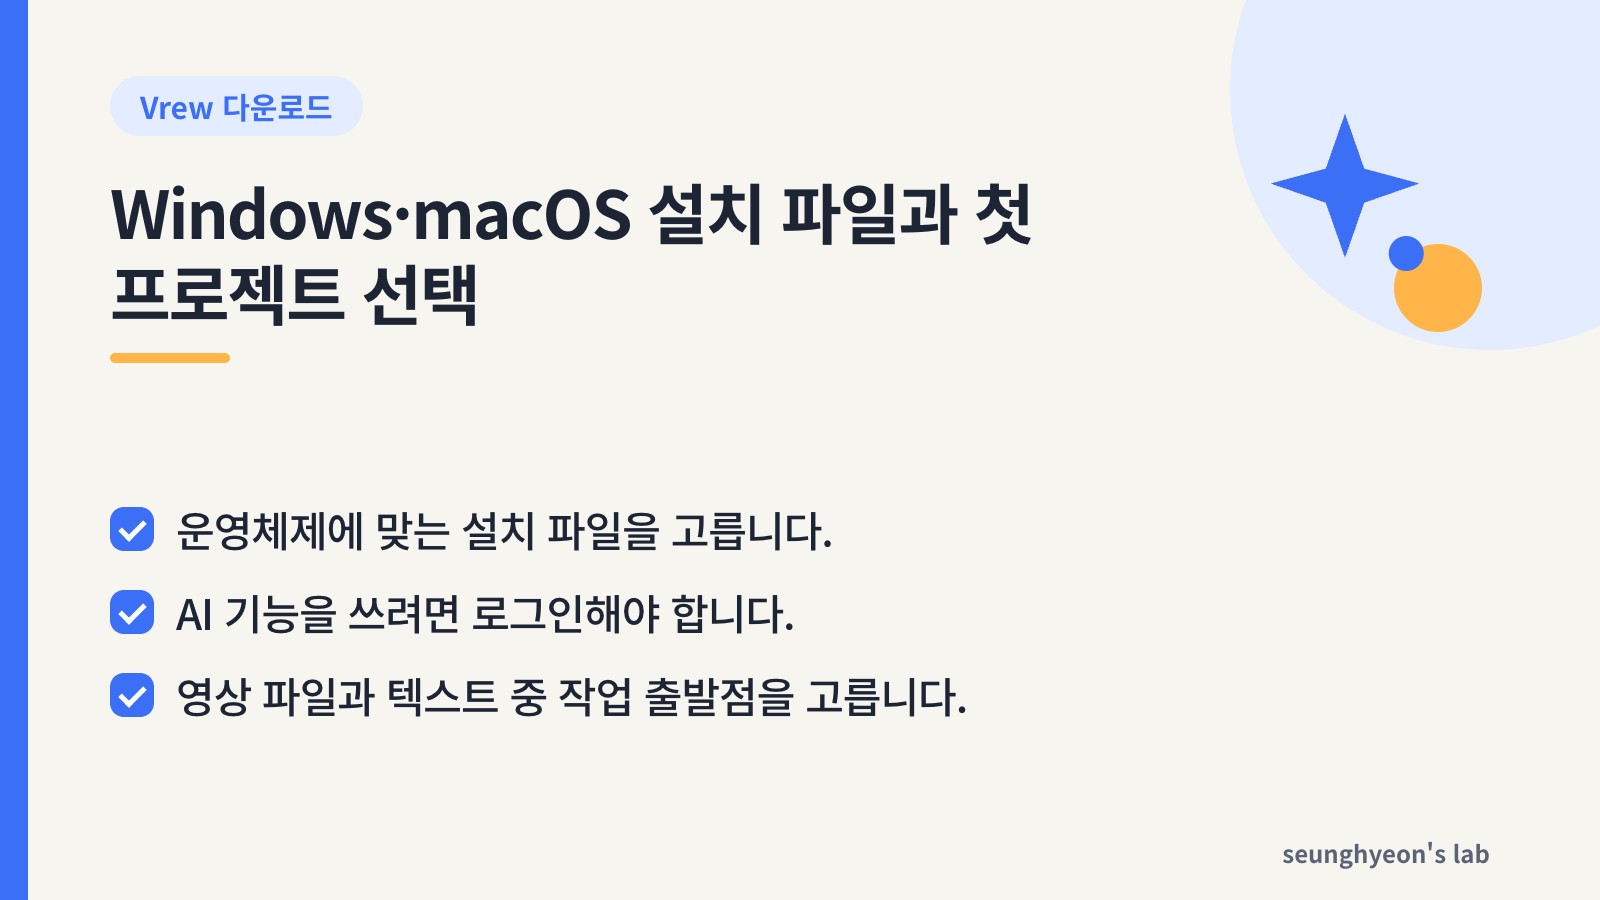 Vrew 다운로드
Windows·macOS 설치 파일과 첫
프로젝트 선택
운영체제에 맞는 설치 파일을 고릅니다.
AI 기능을 쓰려면 로그인해야 합니다.
영상 파일과 텍스트 중 작업 출발점을 고릅니다.
seunghyeon's lab